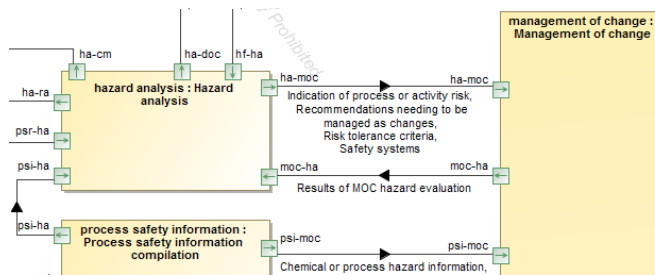 y Prohibited
management of change :
Management of change
ha-cm
ha-doc
hf-ha
ha-moc
ha-moc
hazard analysis : Hazard
analysis
ha-ra
Indication of process or activity risk,
Recommendations needing to be
managed as changes,
Risk tolerance criteria,
Safety systems
psr-ha
psi-ha
moc-ha
moc-ha
Results of MOC hazard evaluation
psi-ha
process safety information :
Process safety information
compilation
psi-moc
psi-moc
Chemical or process hazard information,